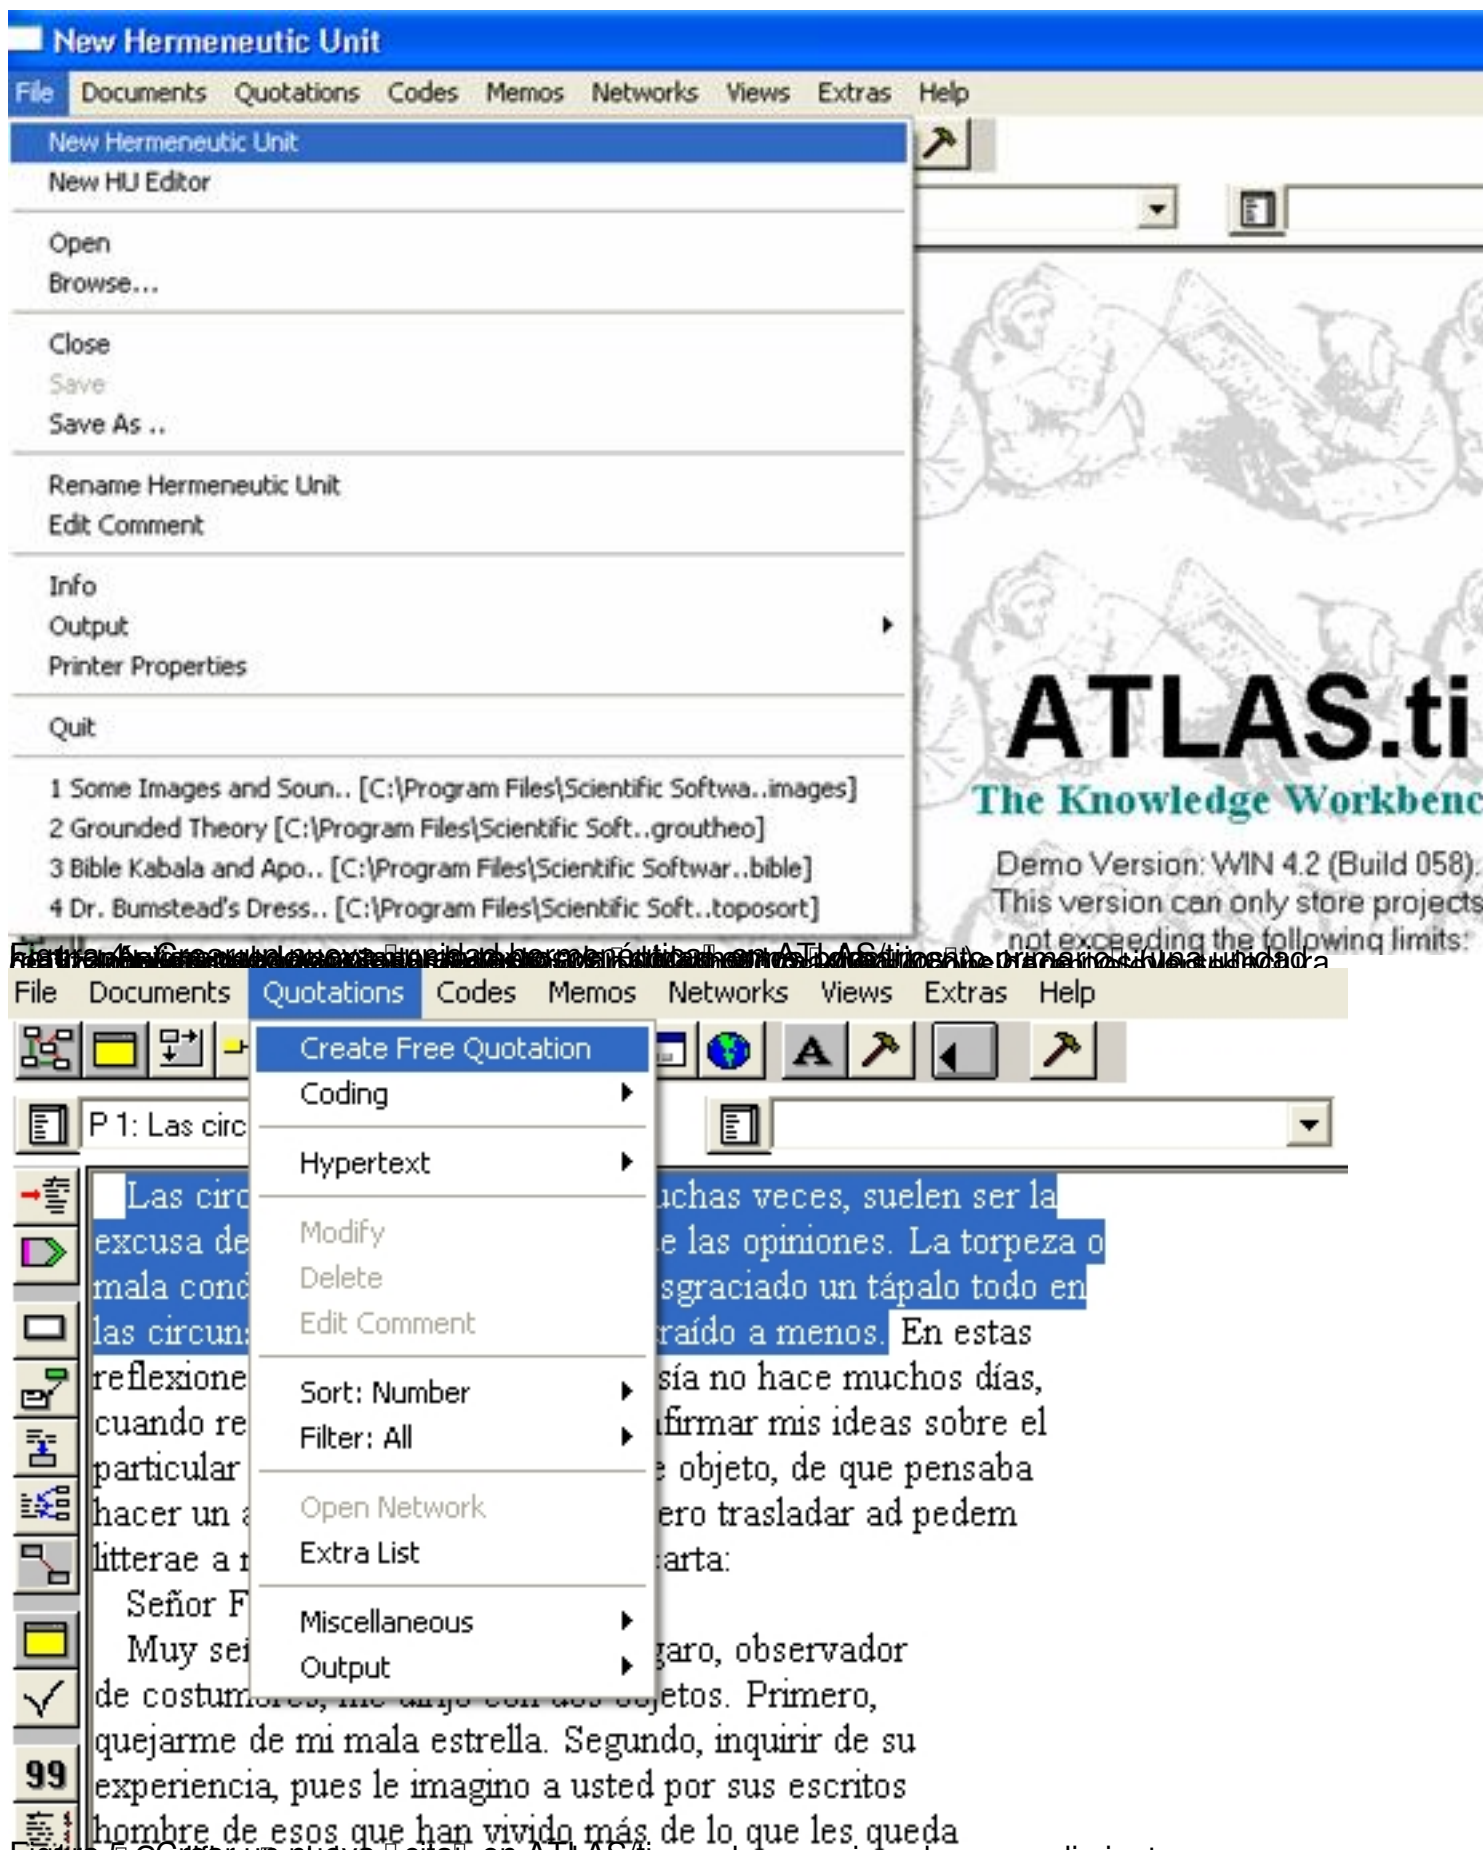 New Hermeneutic Unit
File Documents Quotations Codes Memos Networks Views Extras Help
New Hermeneutic Unit
New HU Editor
Open
Browse...
Close
Save
Save As ..
Rename Hermeneutic Unit
Edit Comment
Info
Output
Printer Properties
Quit
1 Some Images and Soun.. [C:\Program Files\Scientific Softwa..images]
2 Grounded Theory [C:\Program Files\Scientific Soft..groutheo]
3 Bible Kabala and Apo.. [C:\Program Files\Scientific Softwar..bible]
4 Dr. Bumstead's Dress.. [C:\Program Files\Scientific Soft..toposort]
ATLAS.ti
The Knowledge Workbenc
Demo Version: WIN 4.2 (Build 058).
This version can only store projects
not exceeding the following limits:
File Documents Quotations Codes Memos Networks Views Extras Help
P 1: Las circ
Create Free Quotation
Coding
Hypertext
Modify
Delete
Edit Comment
Sort: Number
Filter: All
Open Network
Extra List
Miscellaneous
Output
Las circ uchas veces, suelen ser la
excusa de e las opiniones. La torpeza o
mala cond sgraciado un tápalo todo en
las circuns raído a menos. En estas
reflexione sía no hace muchos días,
cuando re firmar mis ideas sobre el
particular e objeto, de que pensaba
hacer un a ero trasladar ad pedem
litterae a r carta:
Señor F
Muy señ garo, observador
de costumbres, me dirijo con dos objetos. Primero,
quejarme de mi mala estrella. Segundo, inquirir de su
experiencia, pues le imagino a usted por sus escritos
hombre de esos que han vivido más de lo que les queda
99